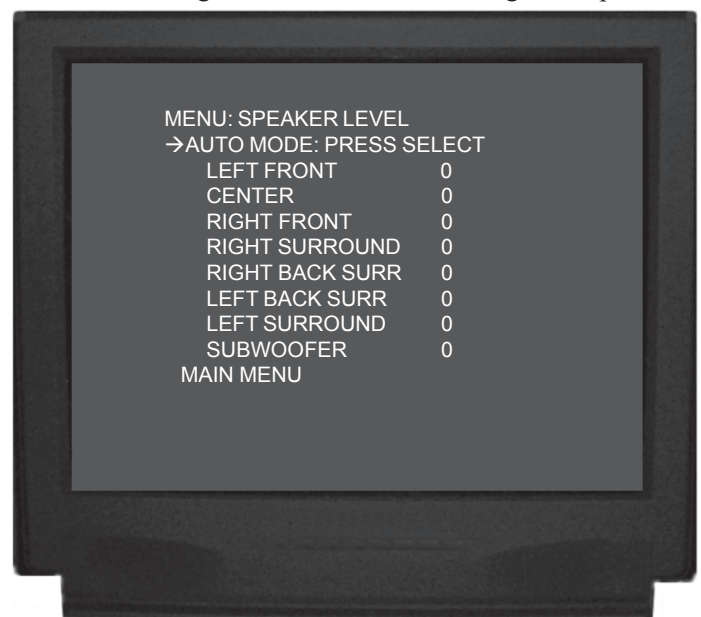 MENU: SPEAKER LEVEL
→AUTO MODE: PRESS SELECT
LEFT FRONT 0
CENTER 0
RIGHT FRONT 0
RIGHT SURROUND 0
RIGHT BACK SURR 0
LEFT BACK SURR 0
LEFT SURROUND 0
SUBWOOFER 0
MAIN MENU